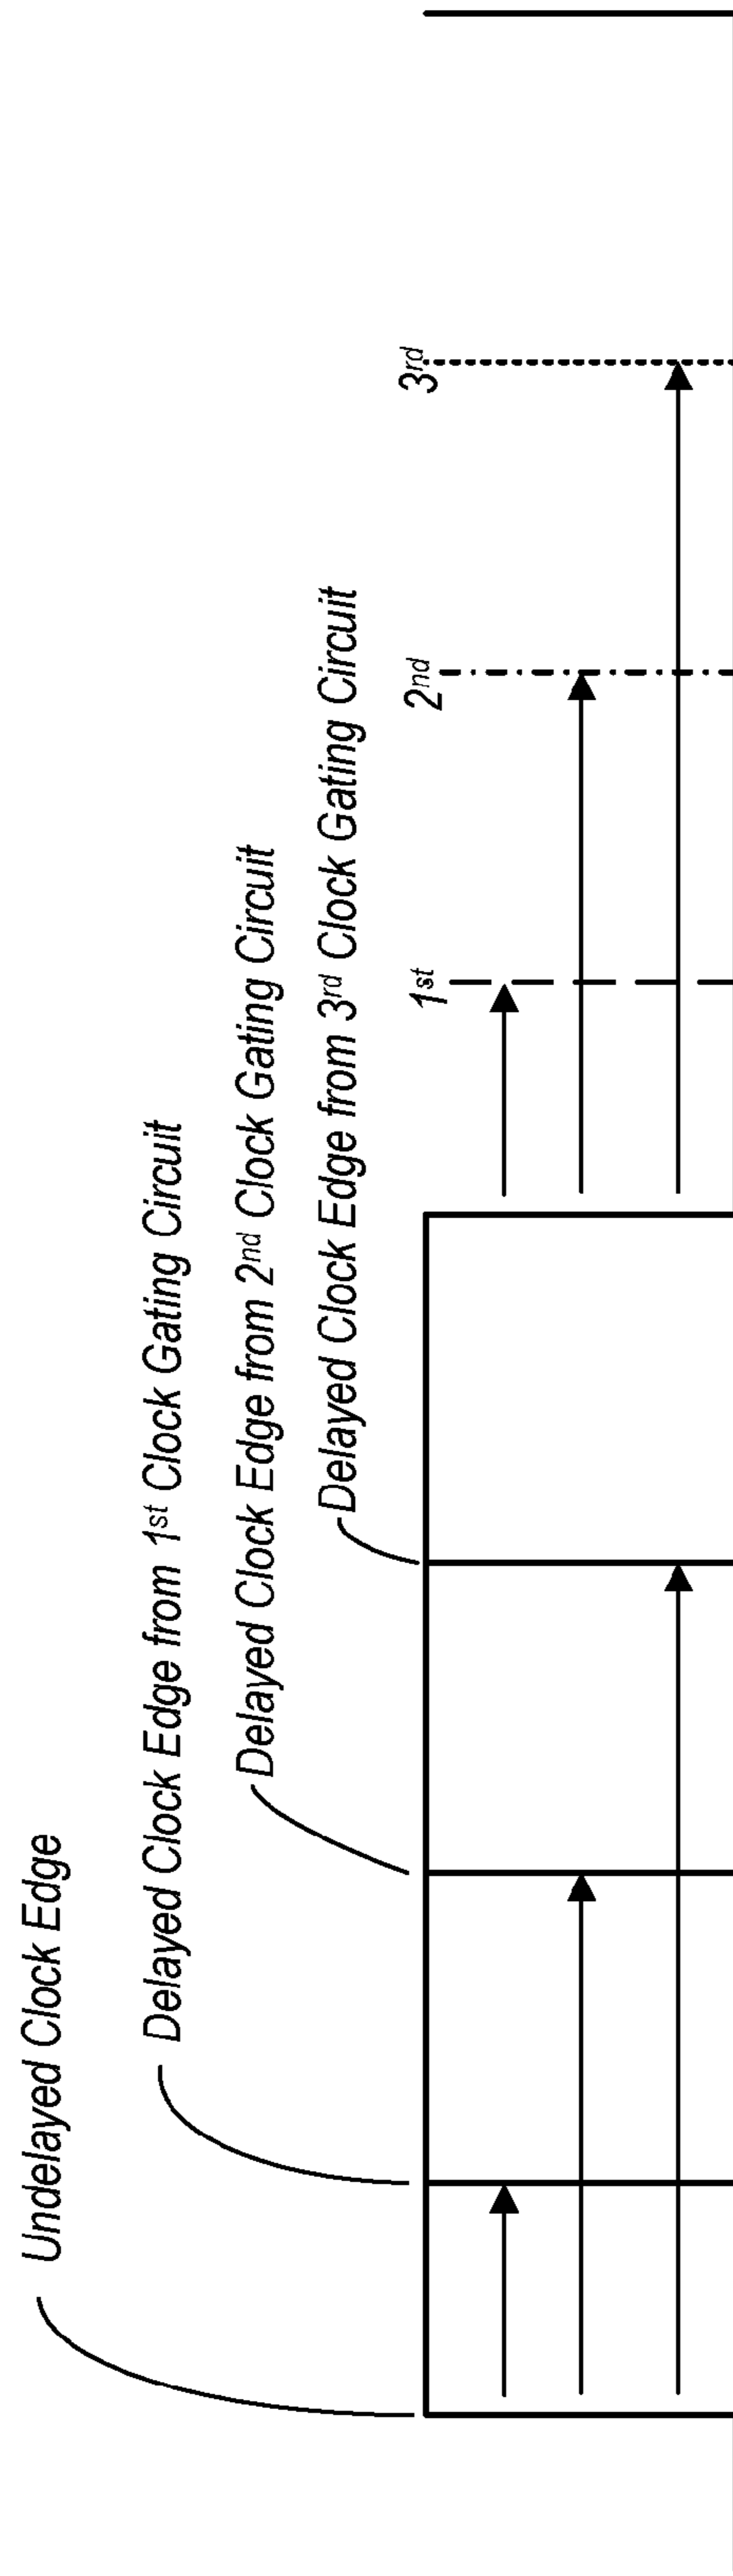 Undelayed Clock Edge
Delayed Clock Edge from 1st Clock Gating Circuit
Delayed Clock Edge from 2nd Clock Gating Circuit
Delayed Clock Edge from 3rd Clock Gating Circuit
1st
2nd
3rd